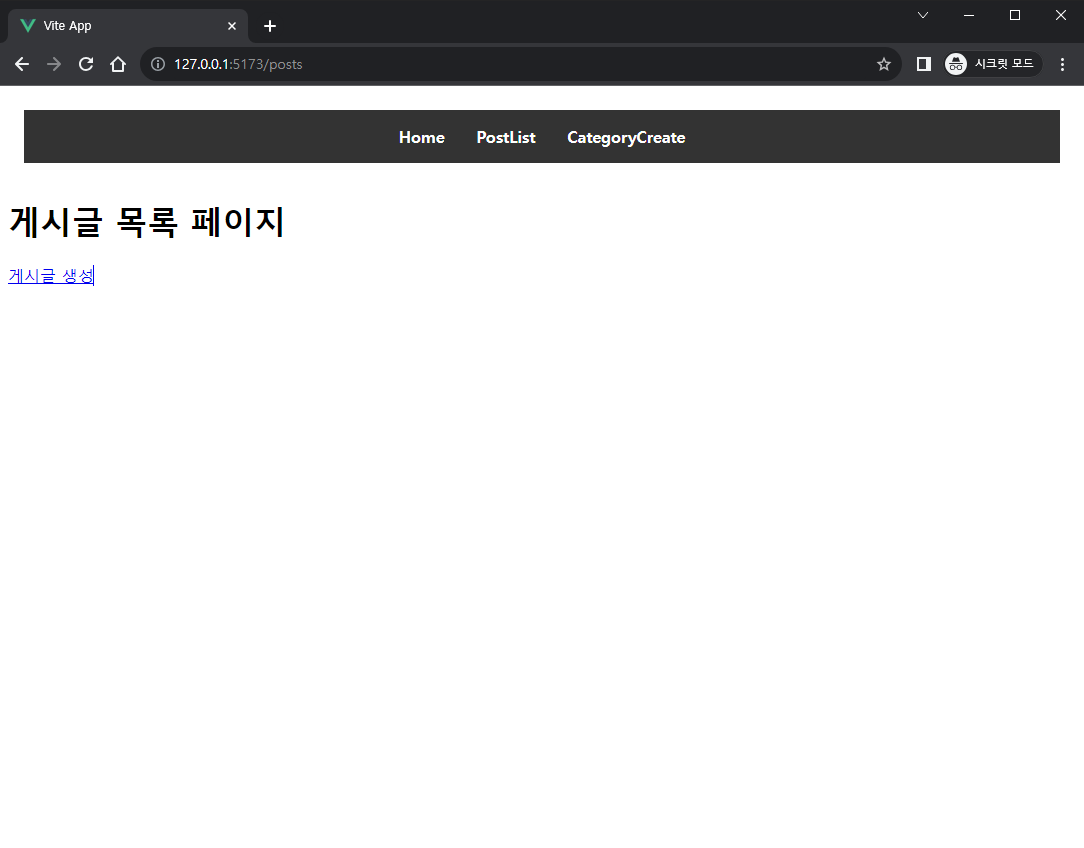 Vite App
127.0.0.1:5173/posts
시크릿 모드
Home PostList CategoryCreate
게시글 목록 페이지
게시글 생성